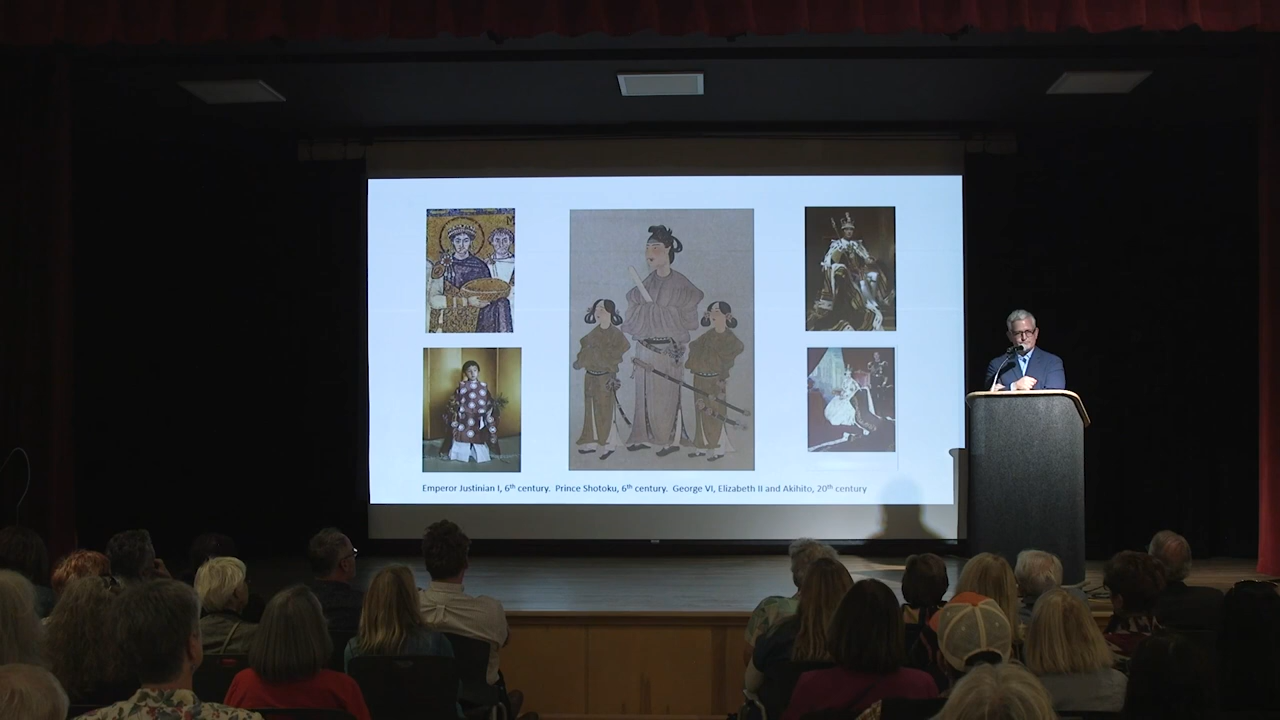 Emperor Justinian I, 6th century. Prince Shotoku, 6th century. George VI, Elizabeth II and Akihito, 20th century